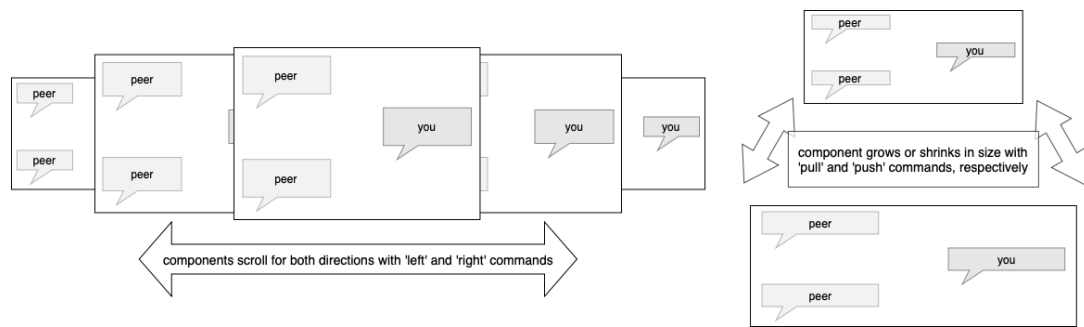 peer
peer
peer
peer
peer
peer
you
you
you
components scroll for both directions with 'left' and 'right' commands
peer
you
peer
component grows or shrinks in size with
'pull' and 'push' commands, respectively
peer
you
peer